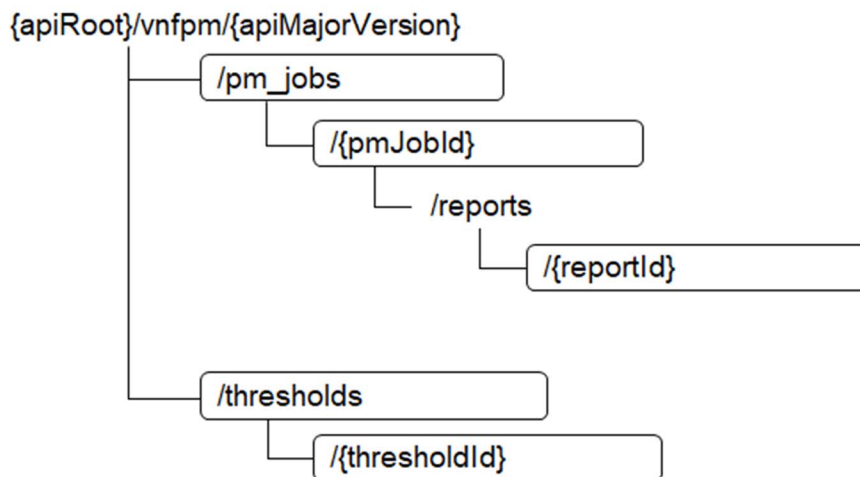 {apiRoot}/vnfpm/{apiMajorVersion}
/pm_jobs
/{pmJobId}
/reports
/{reportId}
/thresholds
/{thresholdId}